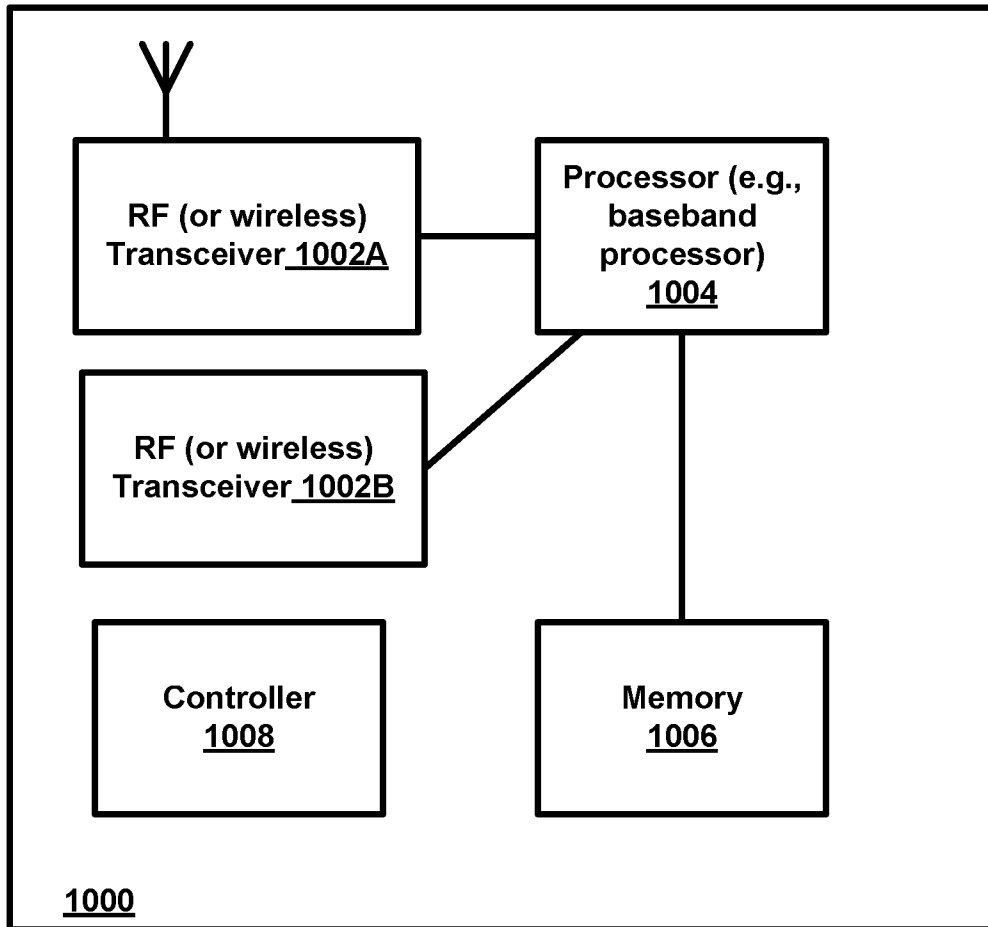 RF (or wireless)
Transceiver 1002A
Processor (e.g.,
baseband
processor)
1004
RF (or wireless)
Transceiver 1002B
Controller
1008
Memory
1006
1000